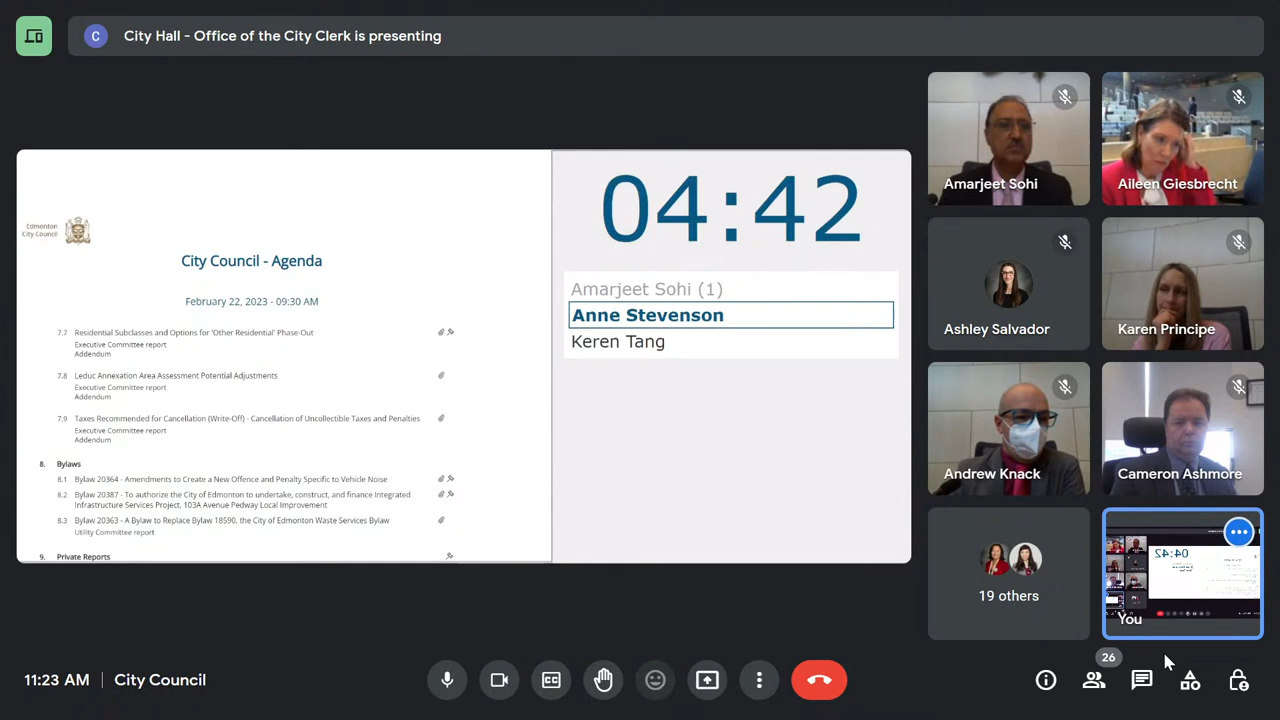 C City Hall - Office of the City Clerk is presenting
Edmonton
City Council
City Council - Agenda
February 22, 2023 - 09:30 AM
7.7 Residential Subclasses and Options for 'Other Residential' Phase-Out
Executive Committee report
Addendum
7.8 Leduc Annexation Area Assessment Potential Adjustments
Executive Committee report
Addendum
7.9 Taxes Recommended for Cancellation (Write-Off) - Cancellation of Uncollectible Taxes and Penalties
Executive Committee report
Addendum
8. Bylaws
8.1 Bylaw 20364 - Amendments to Create a New Offence and Penalty Specific to Vehicle Noise
8.2 Bylaw 20387 - To authorize the City of Edmonton to undertake, construct, and finance Integrated
Infrastructure Services Project, 103A Avenue Pedway Local Improvement
8.3 Bylaw 20363 - A Bylaw to Replace Bylaw 18590, the City of Edmonton Waste Services Bylaw
Utility Committee report
9. Private Reports
04:42
Amarjeet Sohi (1)
Anne Stevenson
Keren Tang
Amarjeet Sohi
Aileen Giesbrecht
Ashley Salvador
Karen Principe
Andrew Knack
Cameron Ashmore
19 others
04:42
You
11:23 AM | City Council
CC
26